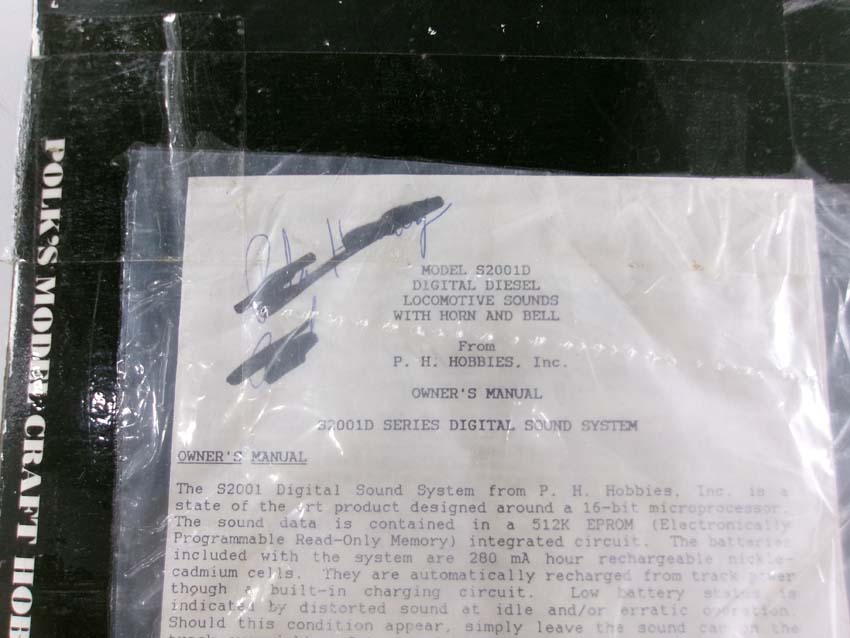 POLK'S MODEL CRAFT HOB
MODEL S2001D
DIGITAL DIESEL
LOCOMOTIVE SOUNDS
WITH HORN AND BELL
From
P. H. HOBBIES, Inc.
OWNER'S MANUAL
S2001D SERIES DIGITAL SOUND SYSTEM
OWNER'S MANUAL
The S2001 Digital Sound System from P. H. Hobbies, Inc. is a
state of the art product designed around a 16-bit microprocessor.
The sound data is contained in a 512K EPROM (Electronically
Programmable Read-Only Memory) integrated circuit. The batteries
included with the system are 280 mA hour rechargeable nickle-
cadmium cells. They are automatically recharged from track power
though a built-in charging circuit. Low battery status is
indicated by distorted sound at idle and/or erratic operation.
Should this condition appear, simply leave the sound car on the